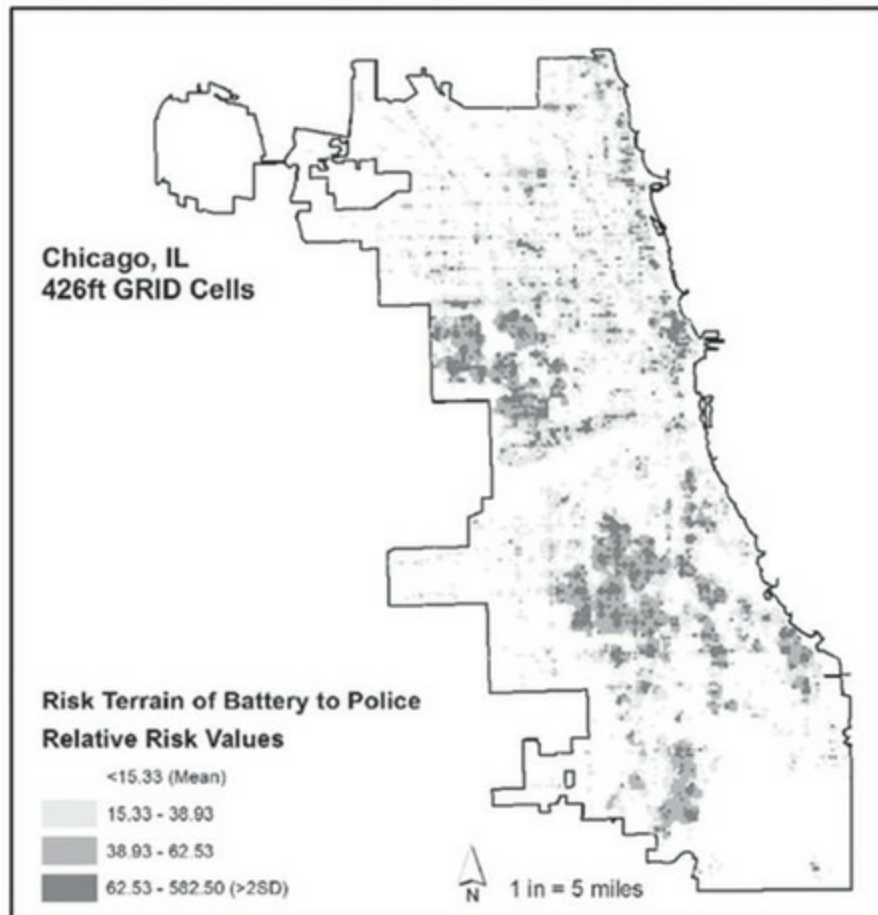 Chicago, IL
426ft GRID Cells
Risk Terrain of Battery to Police
Relative Risk Values
<15.33 (Mean)
15.33 - 38.93
38.93 - 62.53
62.53 - 582.50 (>2SD)
N
1 in = 5 miles